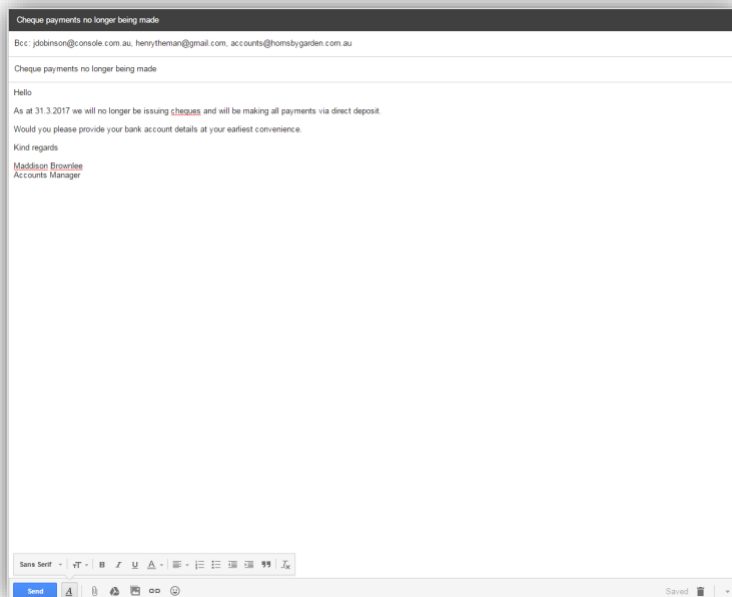 Cheque payments no longer being made
Bcc: jdobinson@console.com.au, henrytheman@gmail.com, accounts@hornsbygarden.com.au
Cheque payments no longer being made
Hello
As at 31.3.2017 we will no longer be issuing cheques and will be making all payments via direct deposit.
Would you please provide your bank account details at your earliest convenience.
Kind regards
Maddison Brownlee
Accounts Manager
Sans Serif
Send
Saved